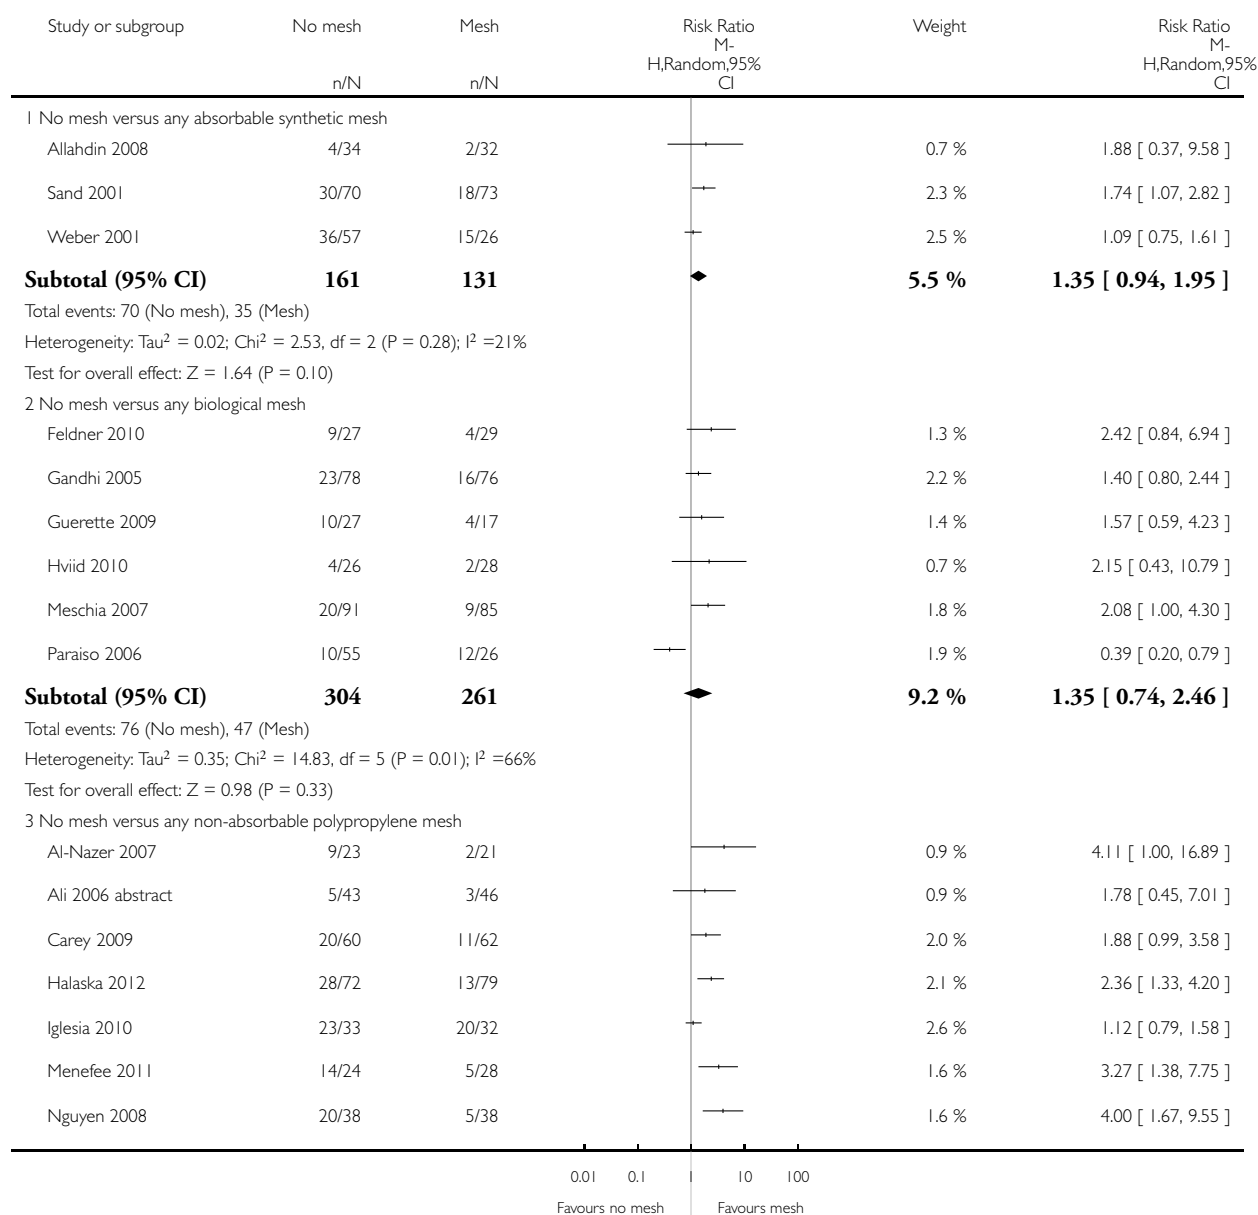 Study or subgroup No mesh Mesh Risk Ratio Weight Risk Ratio
M- M-
H,Random,95% H,Random,95%
n/N n/N CI CI
1 No mesh versus any absorbable synthetic mesh
Allahdin 2008 4/34 2/32 0.7 % 1.88 [ 0.37, 9.58 ]
Sand 2001 30/70 18/73 2.3 % 1.74 [ 1.07, 2.82 ]
Weber 2001 36/57 15/26 2.5 % 1.09 [ 0.75, 1.61 ]
Subtotal (95% CI) 161 131 5.5 % 1.35 [ 0.94, 1.95 ]
Total events: 70 (No mesh), 35 (Mesh)
Heterogeneity: Tau² = 0.02; Chi² = 2.53, df = 2 (P = 0.28); I² =21%
Test for overall effect: Z = 1.64 (P = 0.10)
2 No mesh versus any biological mesh
Feldner 2010 9/27 4/29 1.3 % 2.42 [ 0.84, 6.94 ]
Gandhi 2005 23/78 16/76 2.2 % 1.40 [ 0.80, 2.44 ]
Guerette 2009 10/27 4/17 1.4 % 1.57 [ 0.59, 4.23 ]
Hviid 2010 4/26 2/28 0.7 % 2.15 [ 0.43, 10.79 ]
Meschia 2007 20/91 9/85 1.8 % 2.08 [ 1.00, 4.30 ]
Paraiso 2006 10/55 12/26 1.9 % 0.39 [ 0.20, 0.79 ]
Subtotal (95% CI) 304 261 9.2 % 1.35 [ 0.74, 2.46 ]
Total events: 76 (No mesh), 47 (Mesh)
Heterogeneity: Tau² = 0.35; Chi² = 14.83, df = 5 (P = 0.01); I² =66%
Test for overall effect: Z = 0.98 (P = 0.33)
3 No mesh versus any non-absorbable polypropylene mesh
Al-Nazer 2007 9/23 2/21 0.9 % 4.11 [ 1.00, 16.89 ]
Ali 2006 abstract 5/43 3/46 0.9 % 1.78 [ 0.45, 7.01 ]
Carey 2009 20/60 11/62 2.0 % 1.88 [ 0.99, 3.58 ]
Halaska 2012 28/72 13/79 2.1 % 2.36 [ 1.33, 4.20 ]
Iglesia 2010 23/33 20/32 2.6 % 1.12 [ 0.79, 1.58 ]
Menefee 2011 14/24 5/28 1.6 % 3.27 [ 1.38, 7.75 ]
Nguyen 2008 20/38 5/38 1.6 % 4.00 [ 1.67, 9.55 ]
0.01 0.1 1 10 100
Favours no mesh Favours mesh